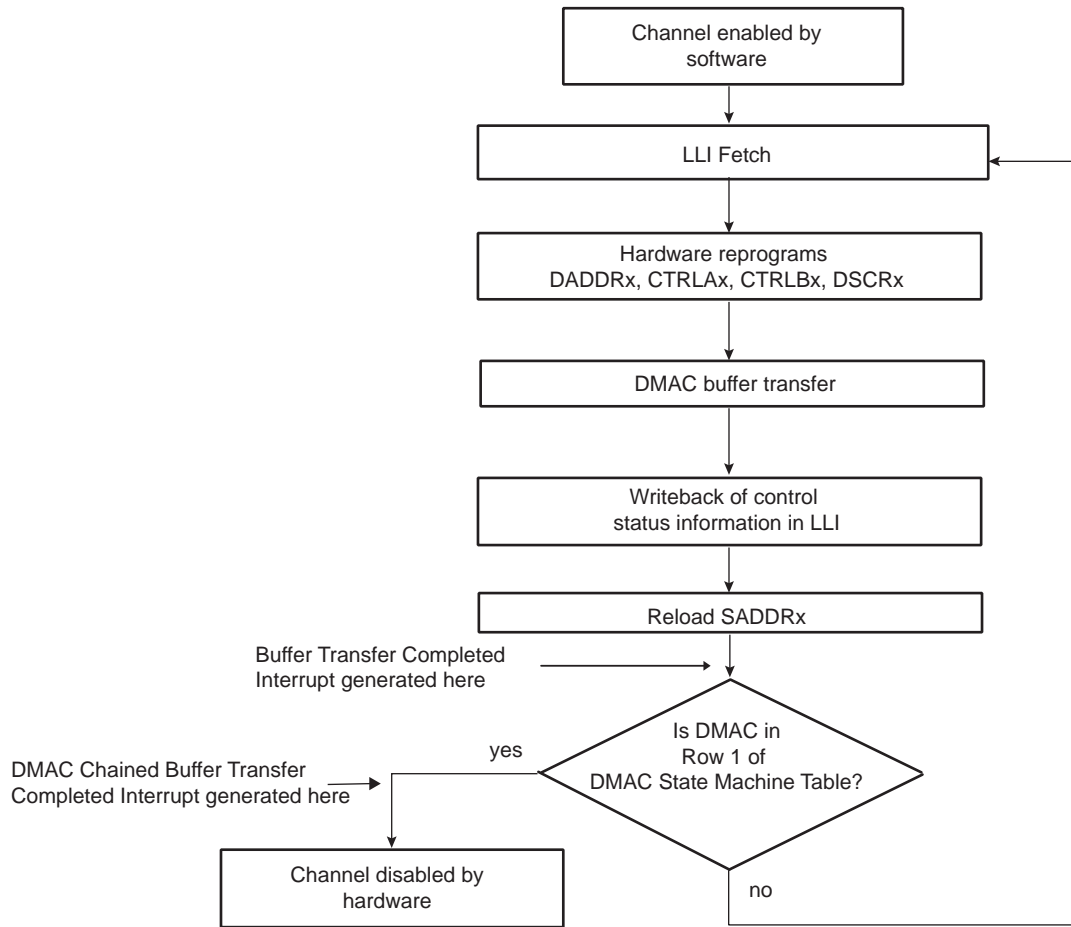 Channel enabled by
software
LLI Fetch
Hardware reprograms
DADDRx, CTRLAx, CTRLBx, DSCRx
DMAC buffer transfer
Writeback of control
status information in LLI
Reload SADDRx
Buffer Transfer Completed
Interrupt generated here
Is DMAC in
Row 1 of
DMAC State Machine Table?
yes
DMAC Chained Buffer Transfer
Completed Interrupt generated here
Channel disabled by
hardware
no